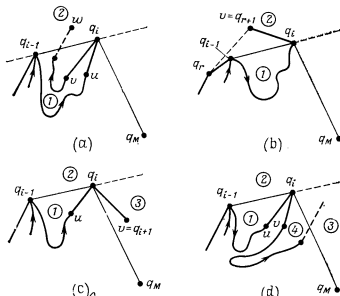 ② w q_i
q_{i-1}
① v u
q_M
(a)
v=q_{r+1} ②
q_{i-1} q_i
q_r ①
q_M
(b)
② q_i
q_{i-1} ③
① u v=q_{i+1}
q_M
(c)
② q_i
q_{i-1} ① u v ④ ③
q_M
(d)